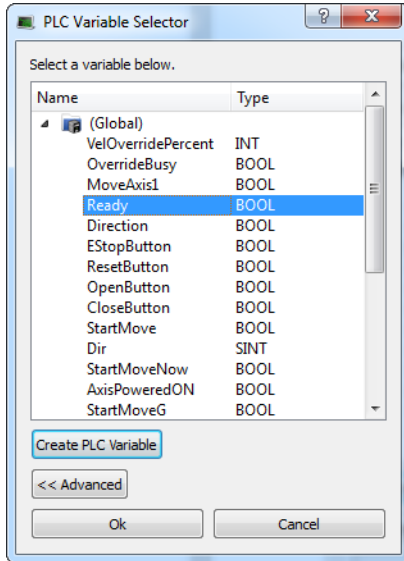 PLC Variable Selector
Select a variable below.
Name Type
(Global)
VelOverridePercent INT
OverrideBusy BOOL
MoveAxis1 BOOL
Ready BOOL
Direction BOOL
EStopButton BOOL
ResetButton BOOL
OpenButton BOOL
CloseButton BOOL
StartMove BOOL
Dir SINT
StartMoveNow BOOL
AxisPoweredON BOOL
StartMoveG BOOL
Create PLC Variable
<< Advanced
Ok Cancel